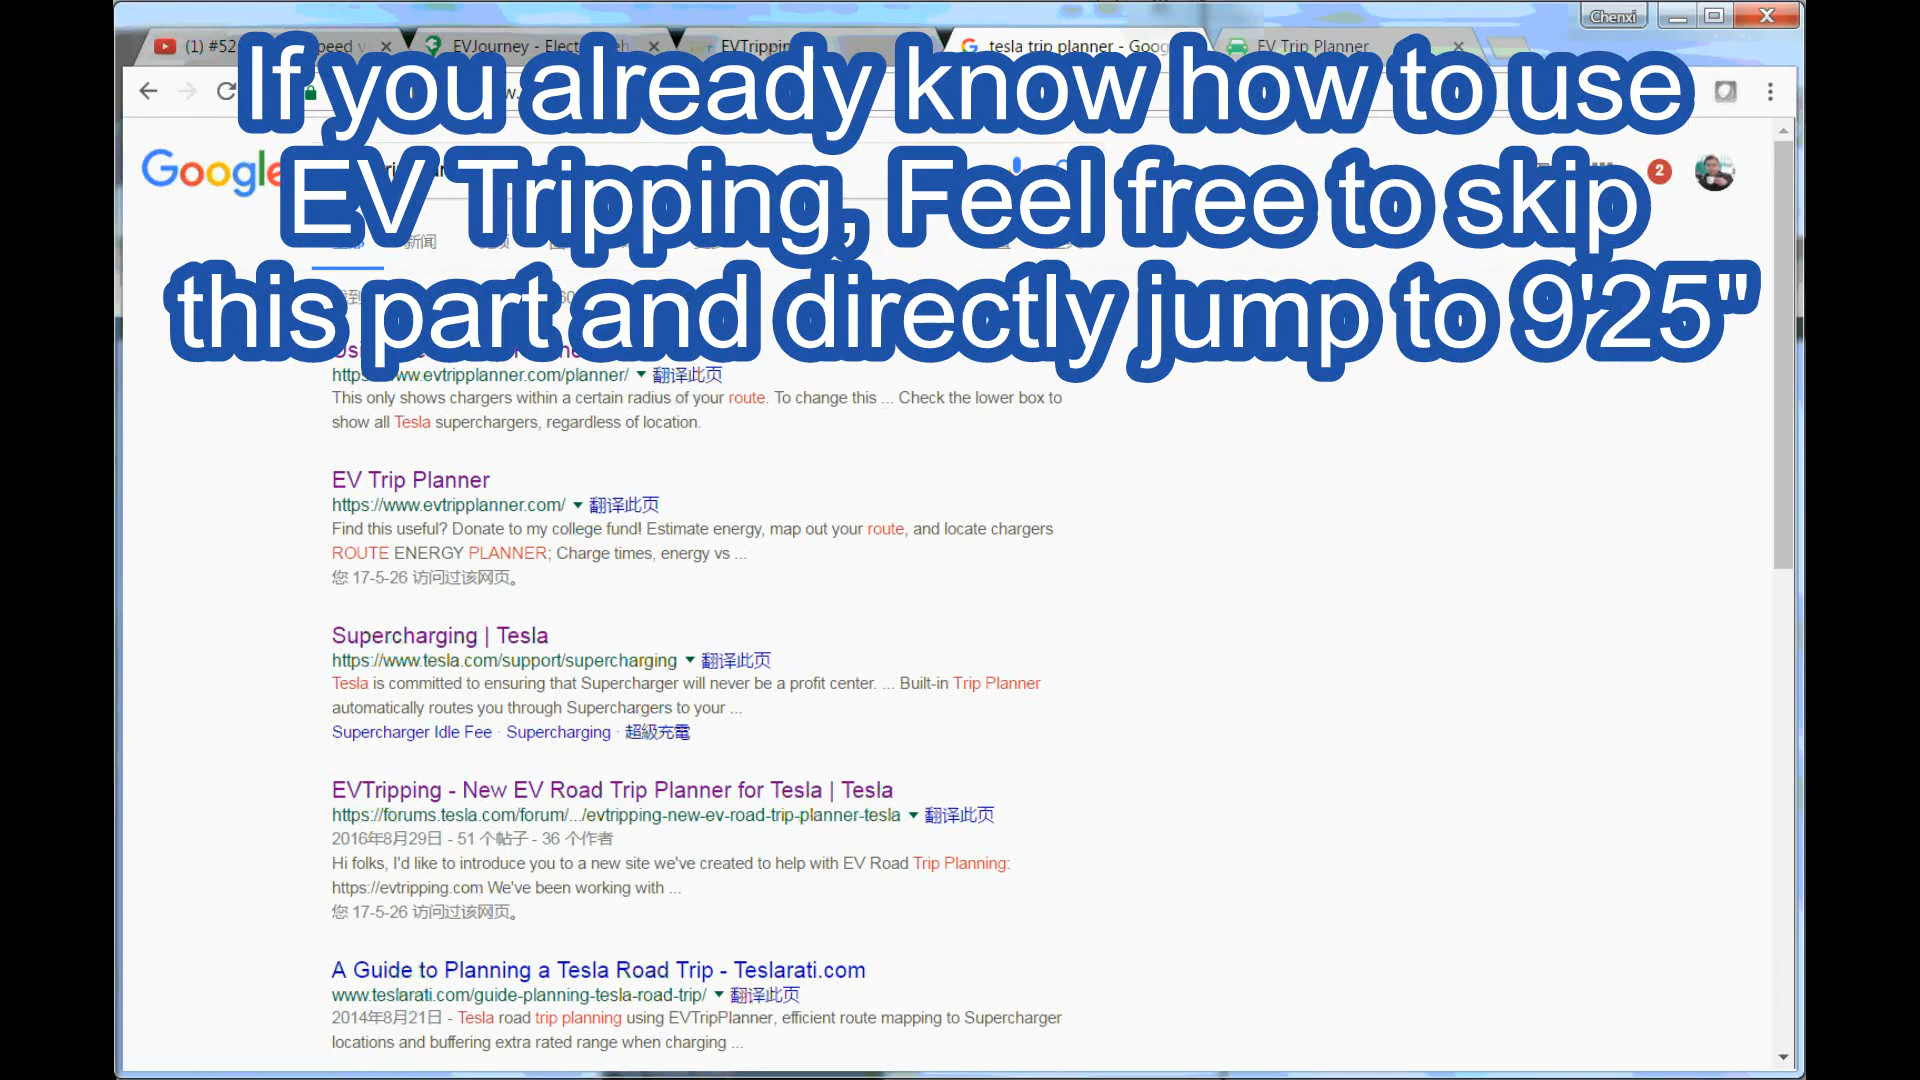 Chenxi
(1) #52 speed v
EVJourney - Elect
EVTrippin
tesla trip planner - Goog
EV Trip Planner
If you already know how to use
EV Tripping, Feel free to skip
this part and directly jump to 9'25"
Google
2
新闻
https://www.evtripplanner.com/planner/ 翻译此页
This only shows chargers within a certain radius of your route. To change this ... Check the lower box to
show all Tesla superchargers, regardless of location.
EV Trip Planner
https://www.evtripplanner.com/ 翻译此页
Find this useful? Donate to my college fund! Estimate energy, map out your route, and locate chargers
ROUTE ENERGY PLANNER; Charge times, energy vs ...
您 17-5-26 访问过该网页。
Supercharging | Tesla
https://www.tesla.com/support/supercharging 翻译此页
Tesla is committed to ensuring that Supercharger will never be a profit center. ... Built-in Trip Planner
automatically routes you through Superchargers to your ...
Supercharger Idle Fee · Supercharging · 超級充電
EVTripping - New EV Road Trip Planner for Tesla | Tesla
https://forums.tesla.com/forum/.../evtripping-new-ev-road-trip-planner-tesla 翻译此页
2016年8月29日 - 51 个帖子 - 36 个作者
Hi folks, I'd like to introduce you to a new site we've created to help with EV Road Trip Planning:
https://evtripping.com We've been working with ...
您 17-5-26 访问过该网页。
A Guide to Planning a Tesla Road Trip - Teslarati.com
www.teslarati.com/guide-planning-tesla-road-trip/ 翻译此页
2014年8月21日 - Tesla road trip planning using EVTripPlanner, efficient route mapping to Supercharger
locations and buffering extra rated range when charging ...